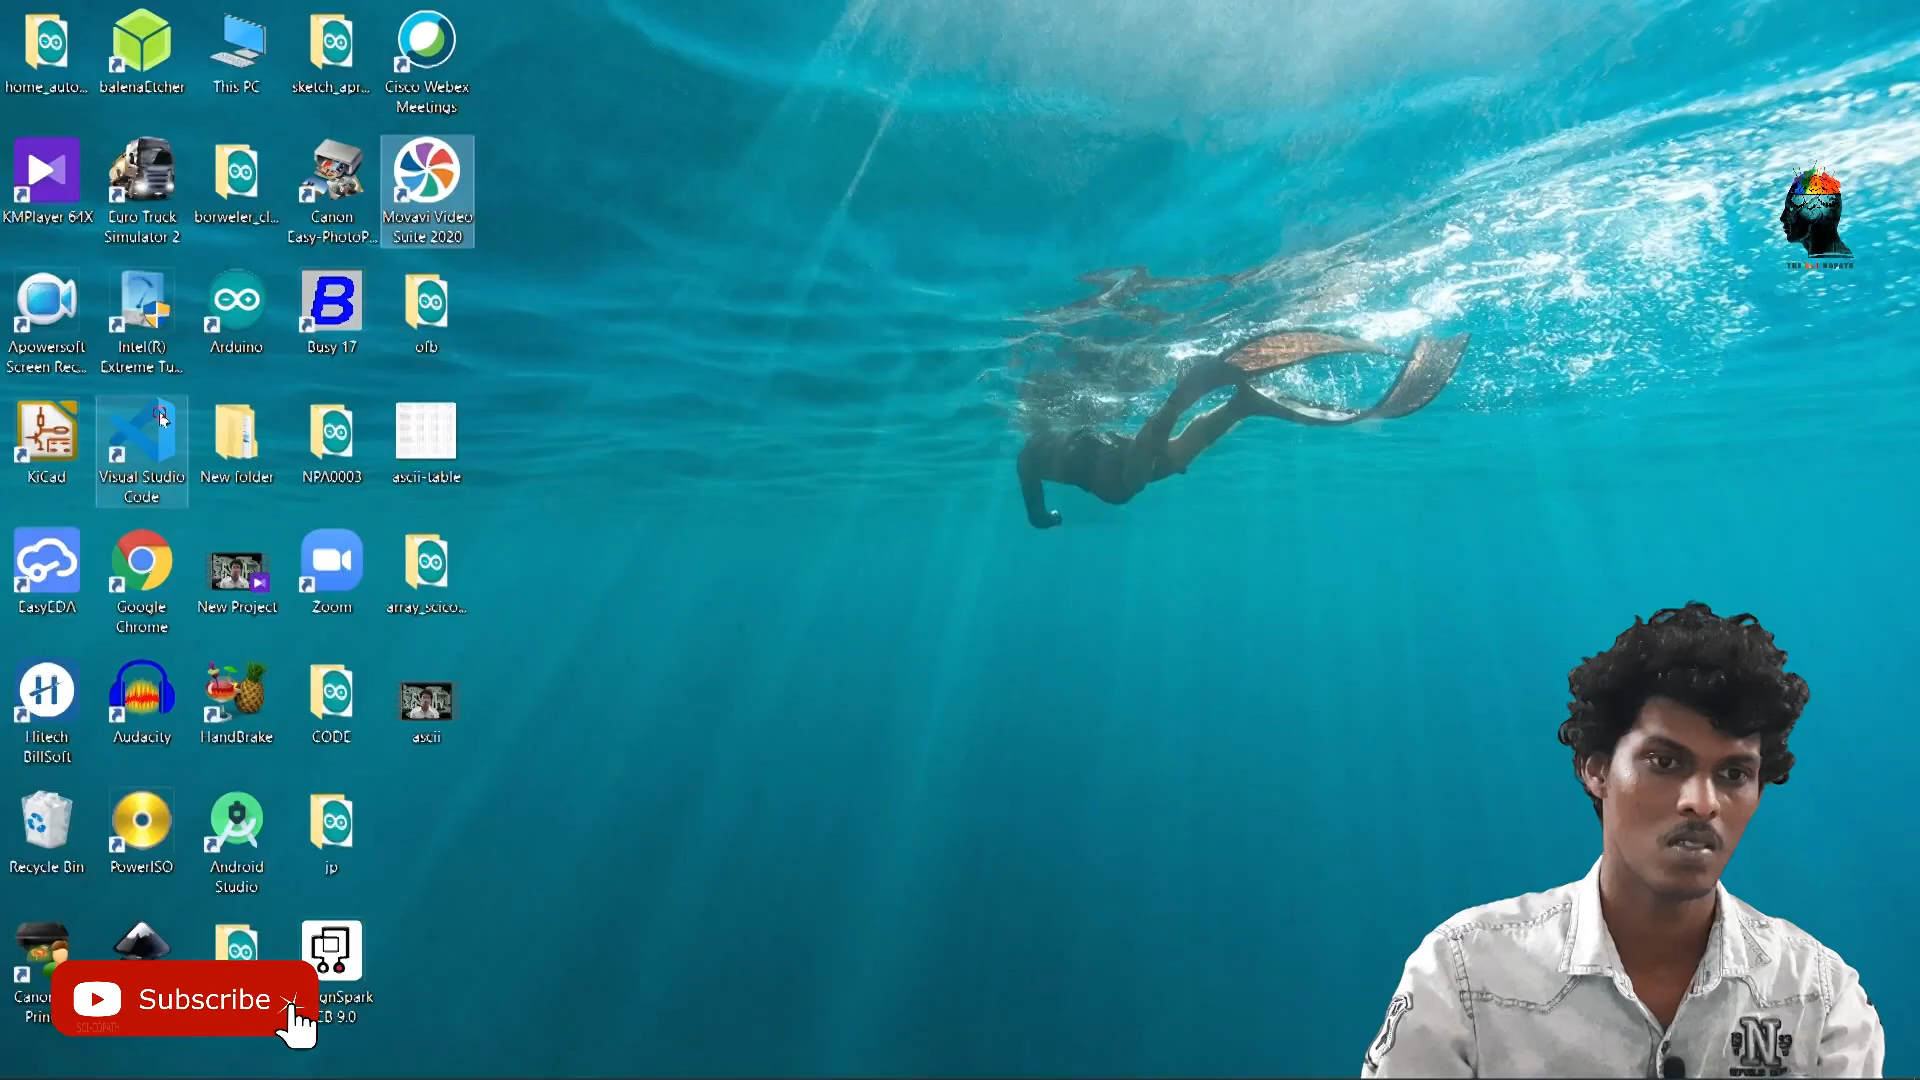 home_auto...
balenaEtcher
This PC
sketch_apr...
Cisco Webex
Meetings
KMPlayer 64X
Euro Truck
Simulator 2
borweler_cl...
Canon
Easy-PhotoP...
Movavi Video
Suite 2020
Apowersoft
Screen Rec...
Intel(R)
Extreme Tu...
Arduino
B
Busy 17
ofb
KiCad
Visual Studio
Code
New folder
NPA0003
ascii-table
EasyEDA
Google
Chrome
New Project
Zoom
array_scico...
H
Hitech
BillSoft
Audacity
HandBrake
CODE
ascii
Recycle Bin
PowerISO
Android
Studio
jp
Subscribe
SCI-COPATH
N